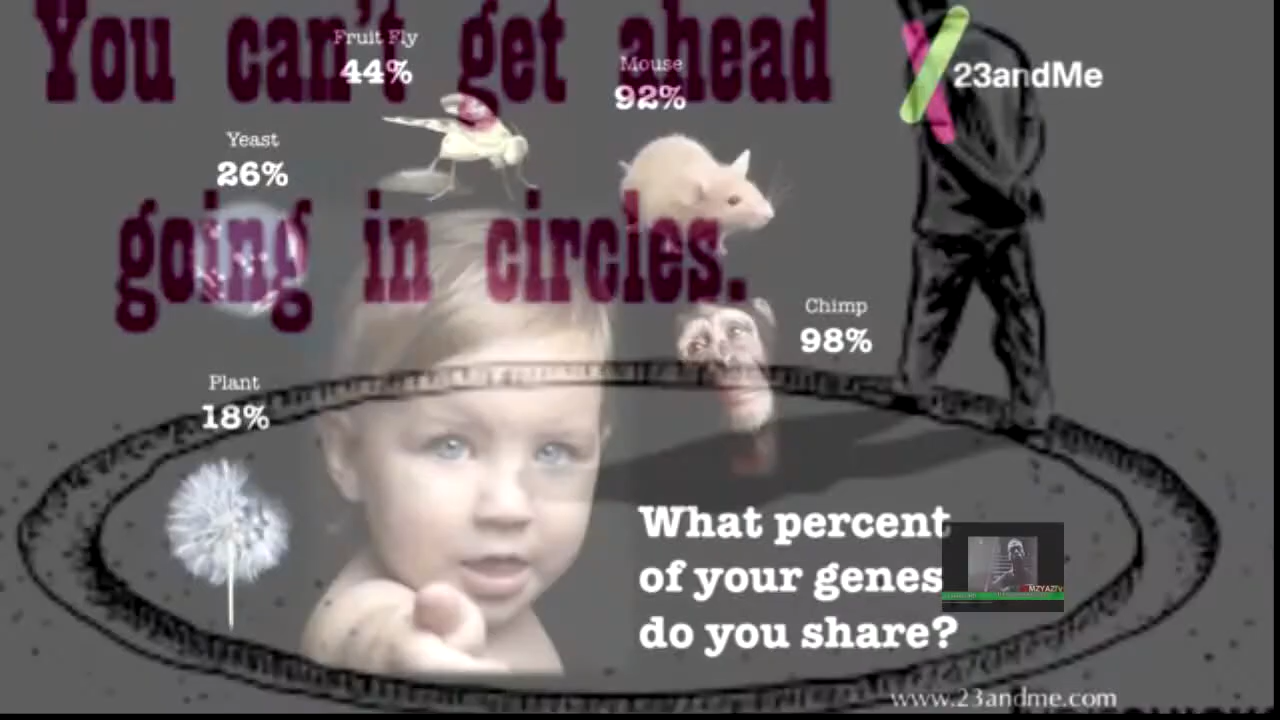 You can't get ahead
going in circles.
Fruit Fly
44%
Mouse
92%
23andMe
Yeast
26%
Chimp
98%
Plant
18%
What percent
of your genes
do you share?
MZYAZTV
www.23andme.com